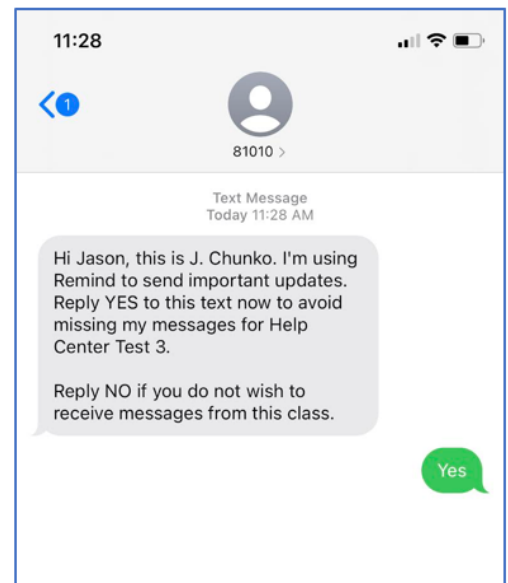 11:28
1
81010 >
Text Message
Today 11:28 AM
Hi Jason, this is J. Chunko. I'm using
Remind to send important updates.
Reply YES to this text now to avoid
missing my messages for Help
Center Test 3.
Reply NO if you do not wish to
receive messages from this class.
Yes